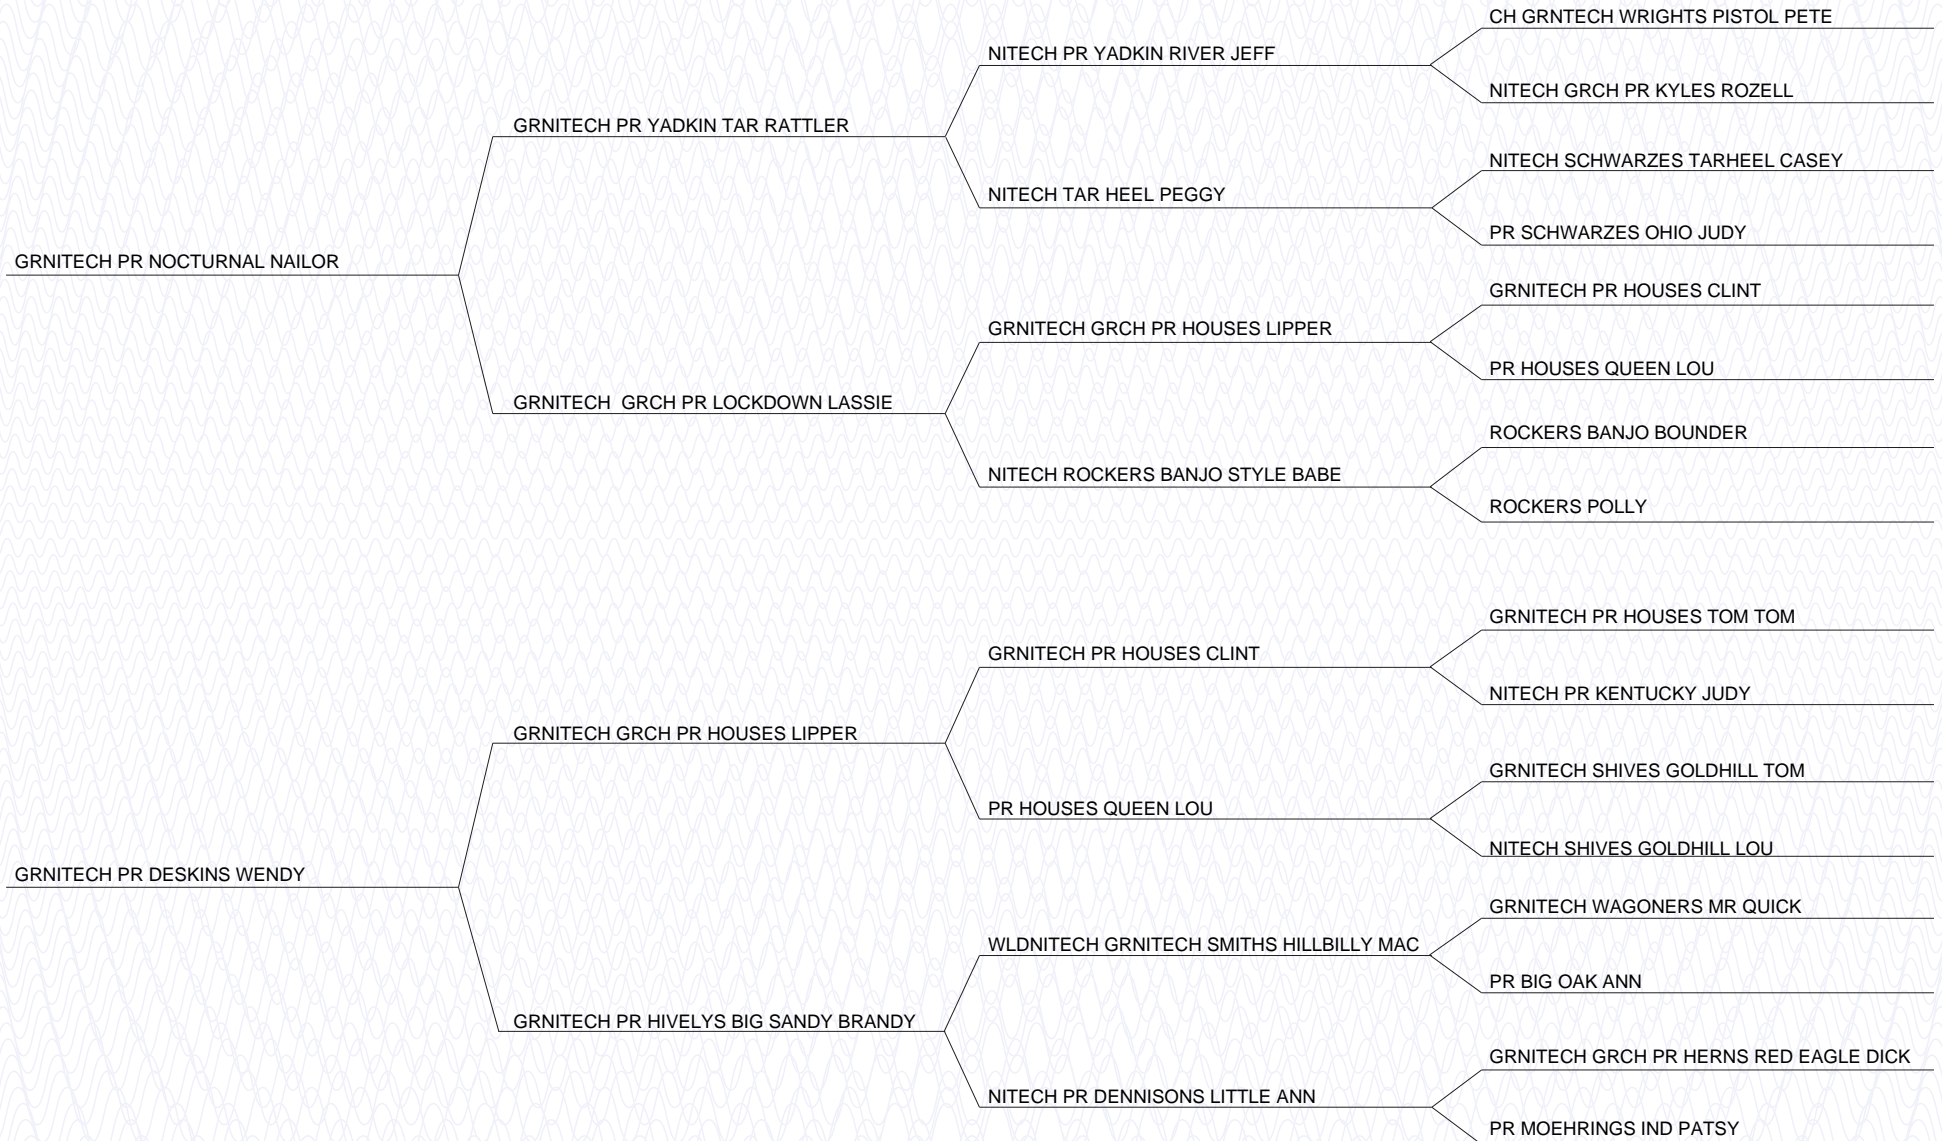 CH GRNTECH WRIGHTS PISTOL PETE
NITECH PR YADKIN RIVER JEFF
NITECH GRCH PR KYLES ROZELL
GRNITECH PR YADKIN TAR RATTLER
NITECH SCHWARZES TARHEEL CASEY
NITECH TAR HEEL PEGGY
PR SCHWARZES OHIO JUDY
GRNITECH PR NOCTURNAL NAILOR
GRNITECH PR HOUSES CLINT
GRNITECH GRCH PR HOUSES LIPPER
PR HOUSES QUEEN LOU
GRNITECH  GRCH PR LOCKDOWN LASSIE
ROCKERS BANJO BOUNDER
NITECH ROCKERS BANJO STYLE BABE
ROCKERS POLLY
GRNITECH PR HOUSES TOM TOM
GRNITECH PR HOUSES CLINT
NITECH PR KENTUCKY JUDY
GRNITECH GRCH PR HOUSES LIPPER
GRNITECH SHIVES GOLDHILL TOM
PR HOUSES QUEEN LOU
NITECH SHIVES GOLDHILL LOU
GRNITECH PR DESKINS WENDY
GRNITECH WAGONERS MR QUICK
WLDNITECH GRNITECH SMITHS HILLBILLY MAC
PR BIG OAK ANN
GRNITECH PR HIVELYS BIG SANDY BRANDY
GRNITECH GRCH PR HERNS RED EAGLE DICK
NITECH PR DENNISONS LITTLE ANN
PR MOEHRINGS IND PATSY